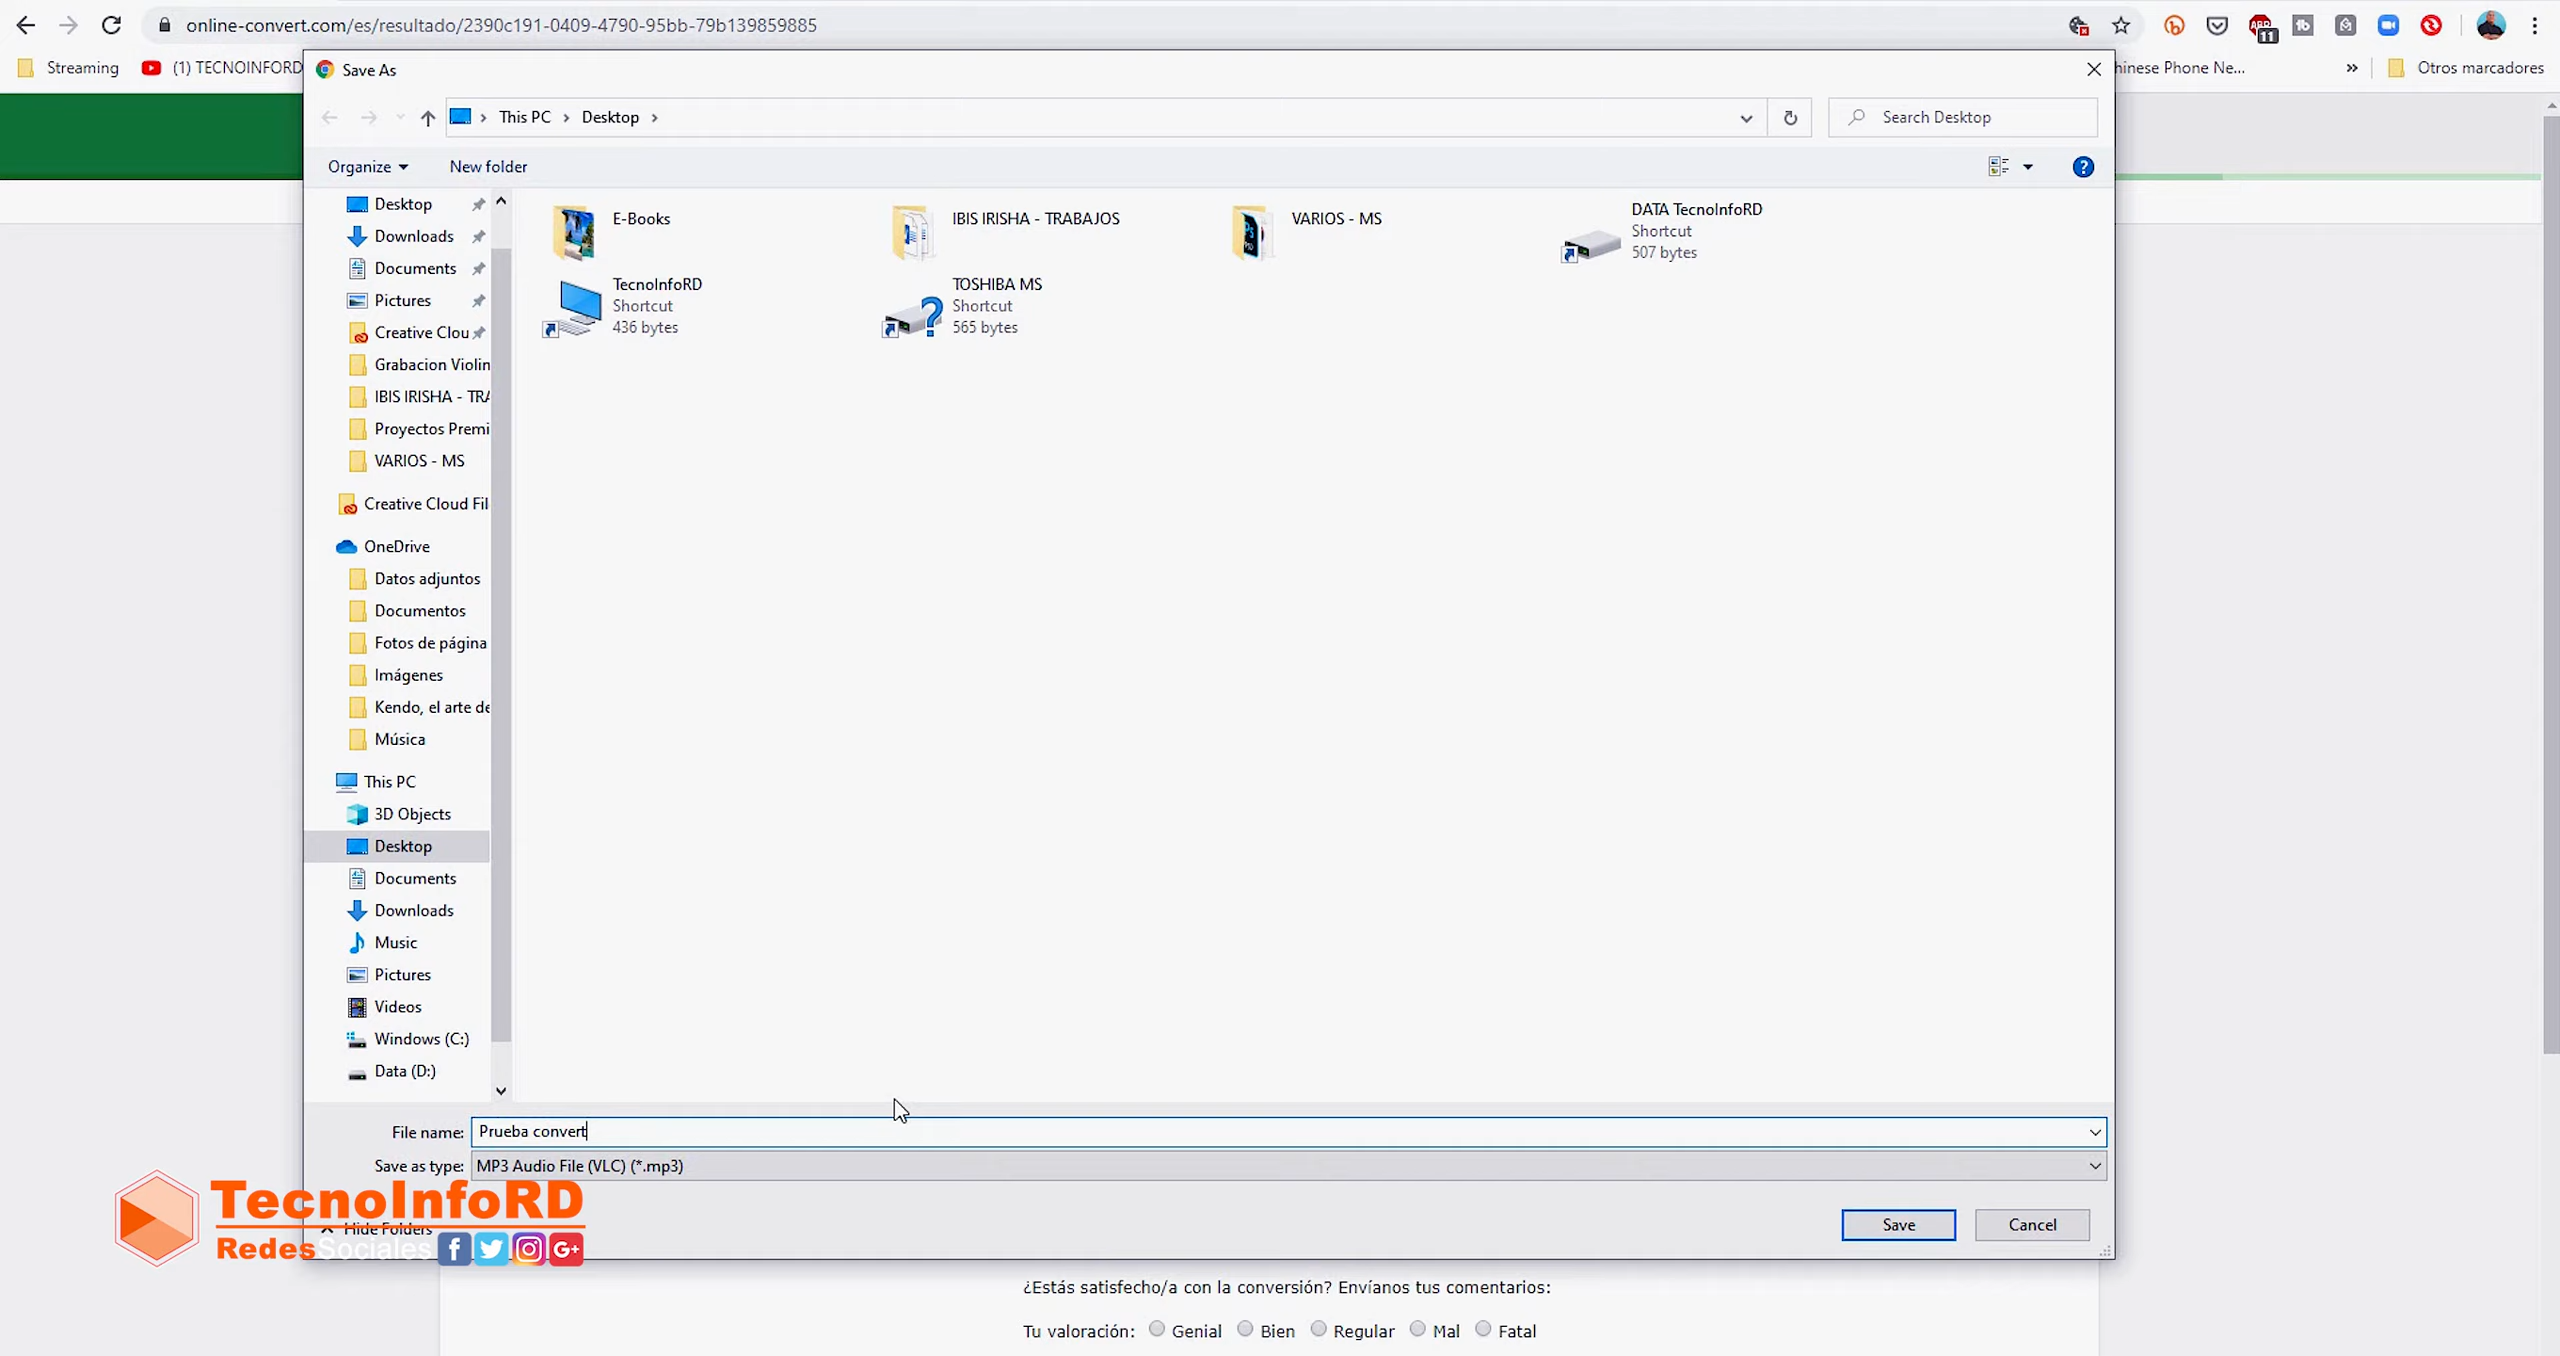 online-convert.com/es/resultado/2390c191-0409-4790-95bb-79b139859885
ABP
11
tb
Streaming
(1) TECNOINFORD
hinese Phone Ne...
»
Otros marcadores
Save As
This PC > Desktop >
Search Desktop
Organize
New folder
?
Desktop
Downloads
Documents
Pictures
Creative Clou
Grabacion Violin
IBIS IRISHA - TRA
Proyectos Premi
VARIOS - MS
Creative Cloud Fil
OneDrive
Datos adjuntos
Documentos
Fotos de página
Imágenes
Kendo, el arte de
Música
This PC
3D Objects
Desktop
Documents
Downloads
Music
Pictures
Videos
Windows (C:)
Data (D:)
E-Books
IBIS IRISHA - TRABAJOS
VARIOS - MS
DATA TecnoInfoRD
Shortcut
507 bytes
TecnoInfoRD
Shortcut
436 bytes
TOSHIBA MS
Shortcut
565 bytes
File name: Prueba convert
Save as type: MP3 Audio File (VLC) (*.mp3)
Hide Folders
Save
Cancel
TecnoInfoRD
RedesSociales
¿Estás satisfecho/a con la conversión? Envíanos tus comentarios:
Tu valoración: Genial Bien Regular Mal Fatal